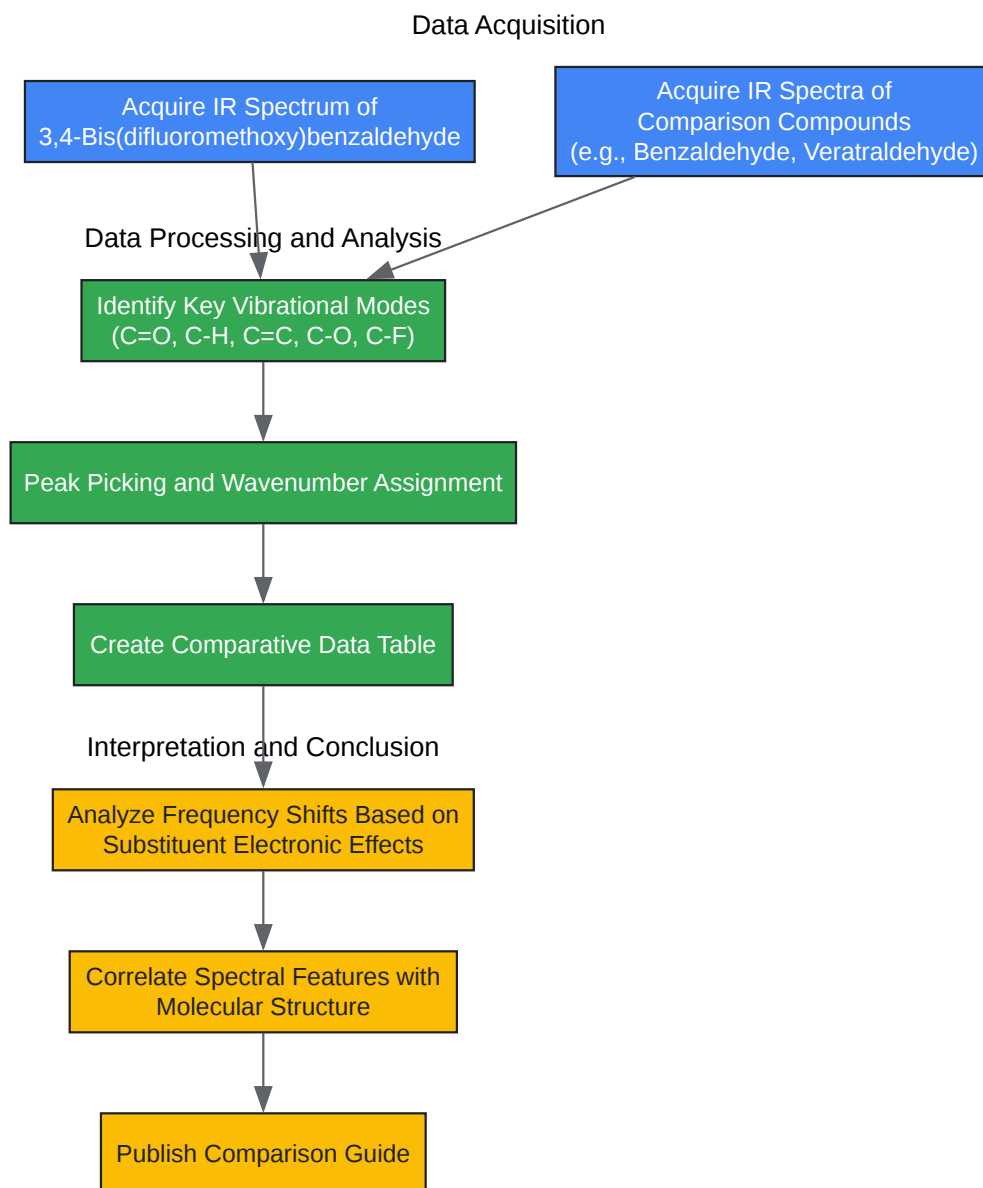 Data Acquisition
Acquire IR Spectrum of
3,4-Bis(difluoromethoxy)benzaldehyde
Acquire IR Spectra of
Comparison Compounds
(e.g., Benzaldehyde, Veratraldehyde)
Data Processing and Analysis
Identify Key Vibrational Modes
(C=O, C-H, C=C, C-O, C-F)
Peak Picking and Wavenumber Assignment
Create Comparative Data Table
Interpretation and Conclusion
Analyze Frequency Shifts Based on
Substituent Electronic Effects
Correlate Spectral Features with
Molecular Structure
Publish Comparison Guide